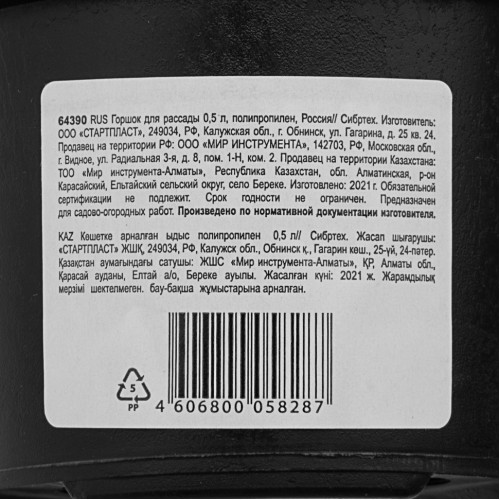 64390 RUS Горшок для рассады 0,5 л, полипропилен, Россия// Сибртех. Изготовитель:
ООО «СТАРТПЛАСТ», 249034, РФ, Калужская обл., г. Обнинск, ул. Гагарина, д. 25 кв. 24.
Продавец на территории РФ: ООО «МИР ИНСТРУМЕНТА», 142703, РФ, Московская обл.,
г. Видное, ул. Радиальная 3-я, д. 8, пом. 1-Н, ком. 2. Продавец на территории Казахстана:
ТОО «Мир инструмента-Алматы», Республика Казахстан, обл. Алматинская, р-он
Карасайский, Ельтайский сельский округ, село Береке. Изготовлено: 2021 г. Обязательной
сертификации не подлежит. Срок годности не ограничен. Предназначен
для садово-огородных работ. Произведено по нормативной документации изготовителя.
KAZ Көшетке арналған ыдыс полипропилен 0,5 л// Сибртех. Жасап шығарушы:
«СТАРТПЛАСТ» ЖШҚ, 249034, РФ, Калужск обл., Обнинск қ., Гагарин көш., 25-үй, 24-пәтер.
Қазақстан аумағындағы сатушы: ЖШС «Мир инструмента-Алматы», ҚР, Алматы обл.,
Қарасай ауданы, Елтай а/о, Береке ауылы. Жасалған күні: 2021 ж. Жарамдылық
мерзімі шектелмеген. бау-бақша жұмыстарына арналған.
5
PP
4 606800 058287